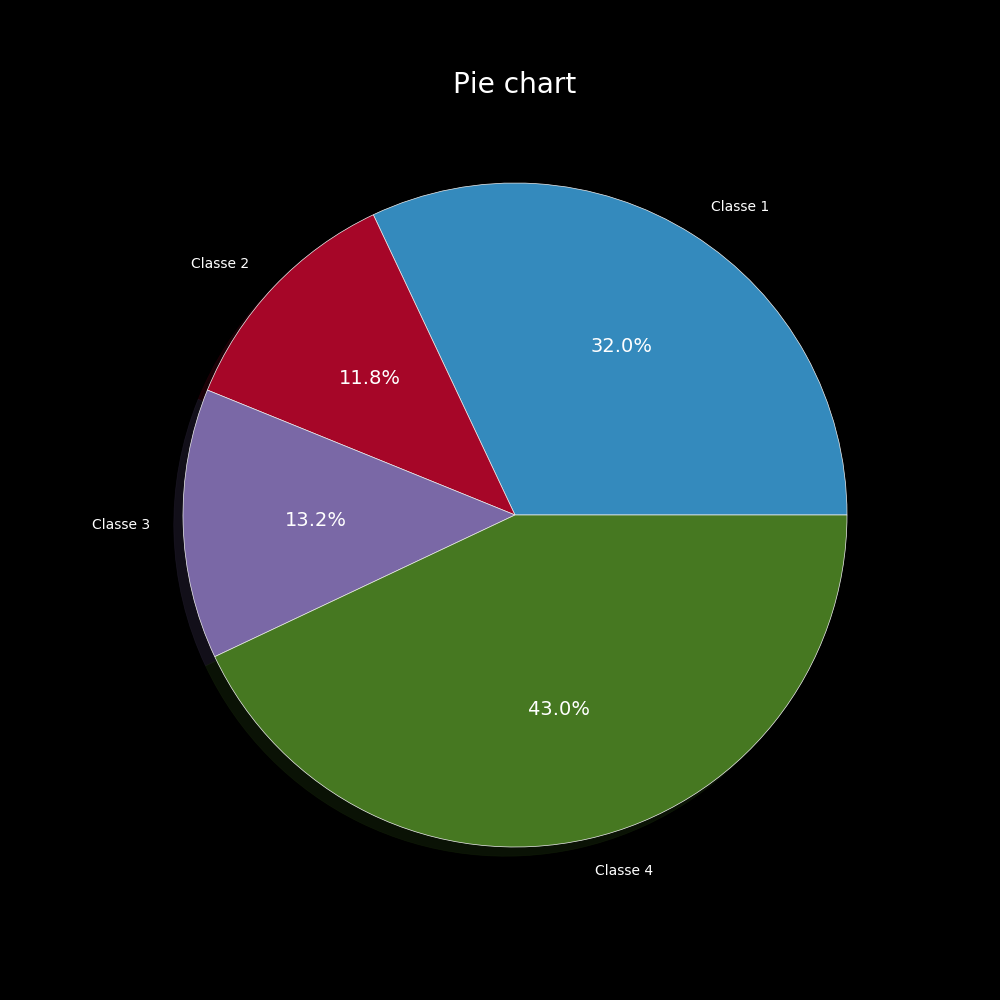 Pie chart
Classe 1
Classe 2
32.0%
11.8%
13.2%
Classe 3
43.0%
Classe 4